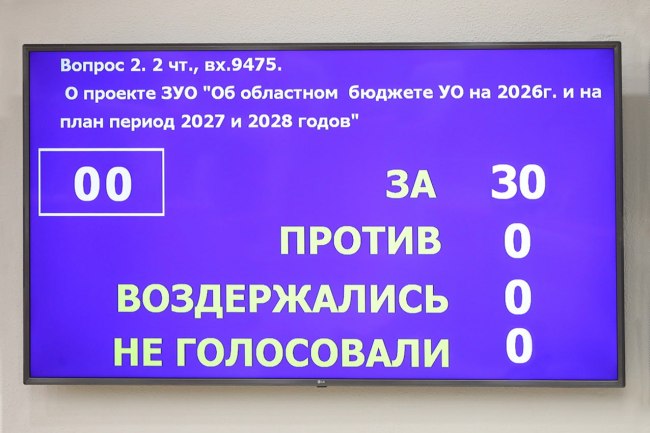 Вопрос 2. 2 чт., вх.9475.
О проекте ЗУО "Об областном бюджете УО на 2026г. и на
план период 2027 и 2028 годов"
00
ЗА 30
ПРОТИВ 0
ВОЗДЕРЖАЛИСЬ 0
НЕ ГОЛОСОВАЛИ 0
LG